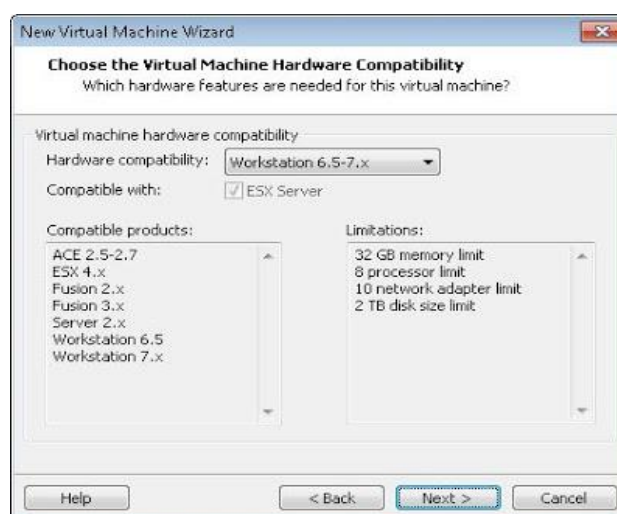 New Virtual Machine Wizard
Choose the Virtual Machine Hardware Compatibility
Which hardware features are needed for this virtual machine?
Virtual machine hardware compatibility
Hardware compatibility: Workstation 6.5-7.x
Compatible with: ESX Server
Compatible products:
ACE 2.5-2.7
ESX 4.x
Fusion 2.x
Fusion 3.x
Server 2.x
Workstation 6.5
Workstation 7.x
Limitations:
32 GB memory limit
8 processor limit
10 network adapter limit
2 TB disk size limit
Help < Back Next > Cancel